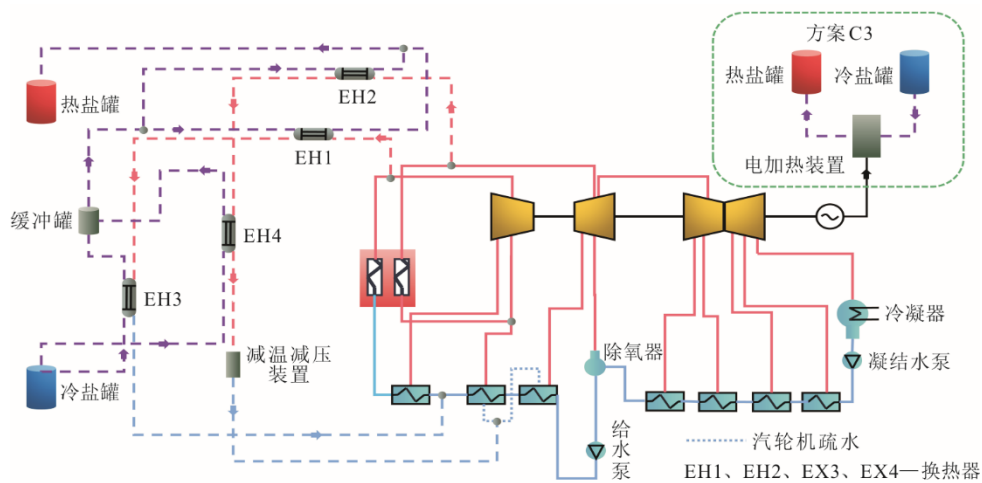 方案C3
热盐罐
冷盐罐
电加热装置
热盐罐
EH2
EH1
缓冲罐
EH4
EH3
冷盐罐
减温减压
装置
除氧器
冷凝器
凝结水泵
给
水
泵
汽轮机疏水
EH1、EH2、EX3、EX4—换热器